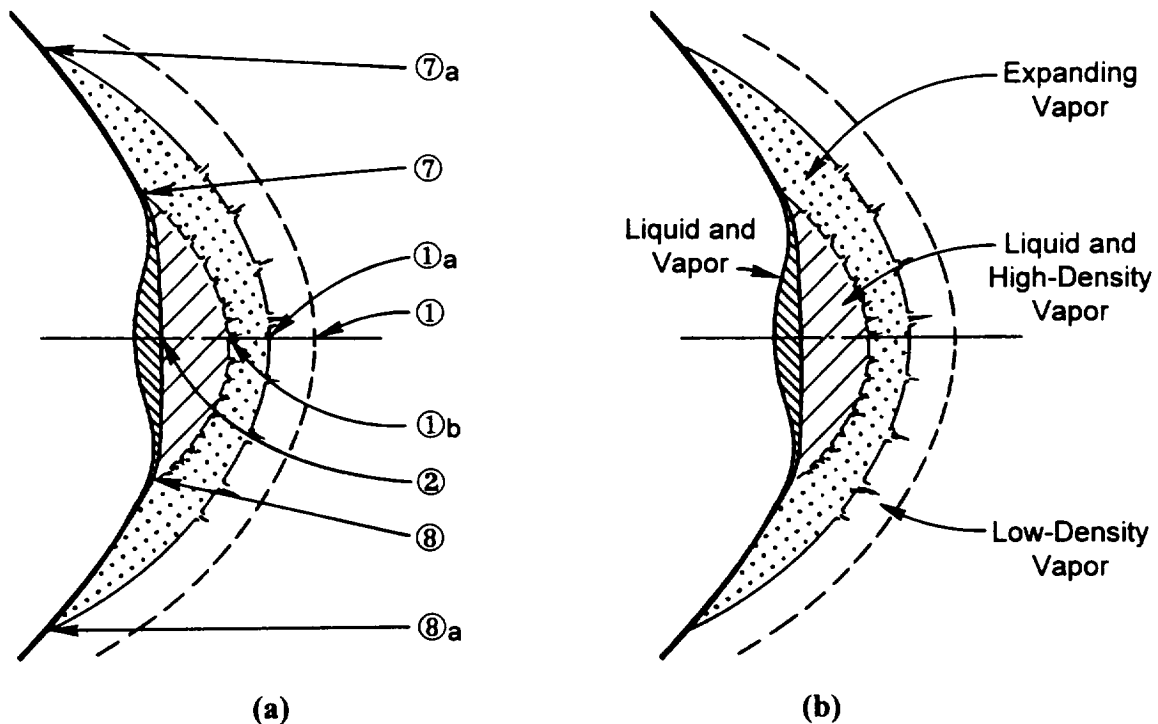 ⑦a
⑦
①a
①
①b
②
⑧
⑧a
(a)
Expanding
Vapor
Liquid and
Vapor
Liquid and
High-Density
Vapor
Low-Density
Vapor
(b)